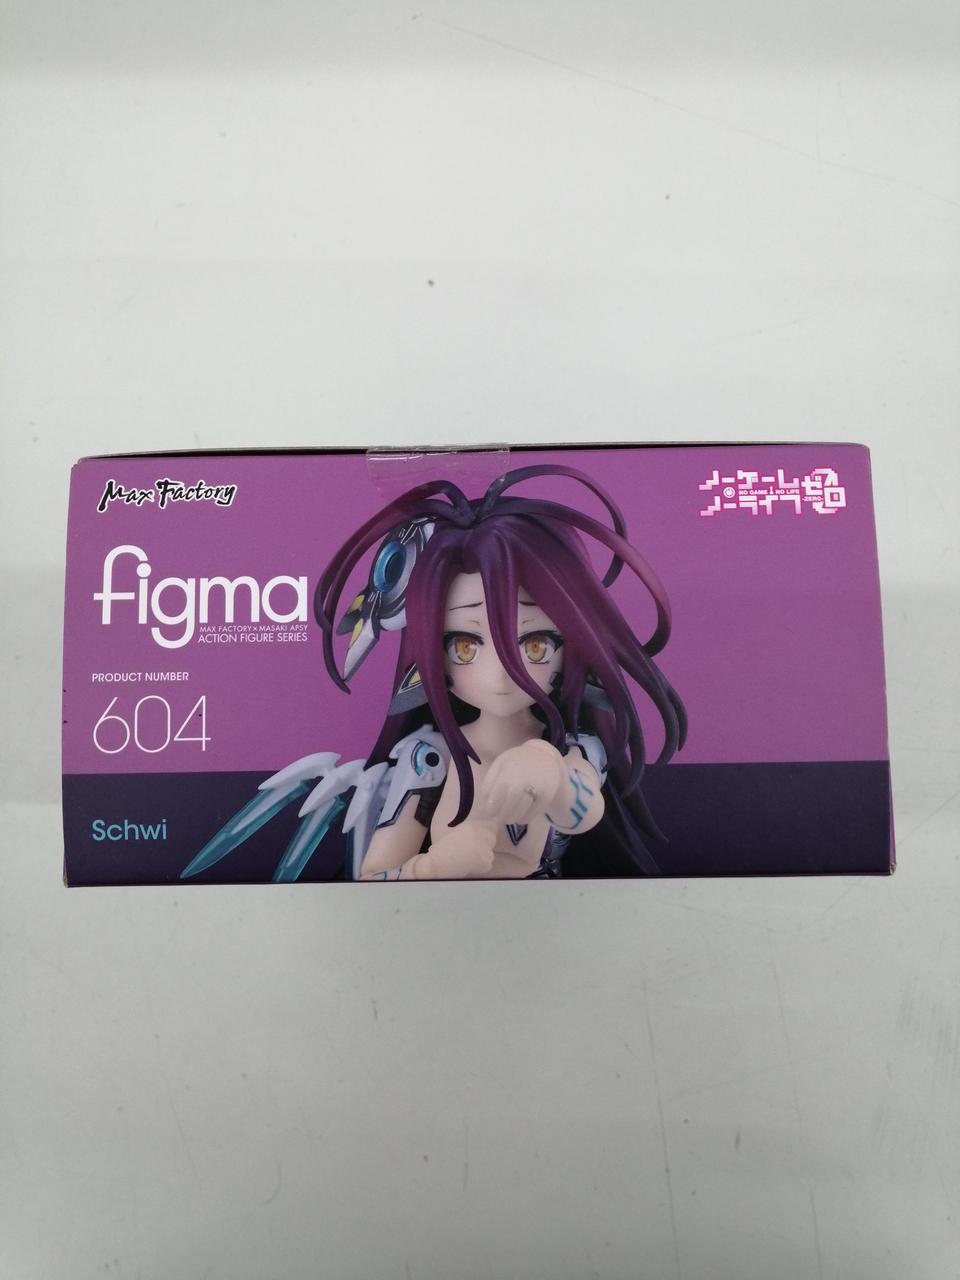 Max Factory
figma
MAX FACTORY × MASAKI APSY
ACTION FIGURE SERIES
PRODUCT NUMBER
604
Schwi
ノーゲーム
NO GAME NO LIFE
ノーライフ
ゼロ
-ZERO-